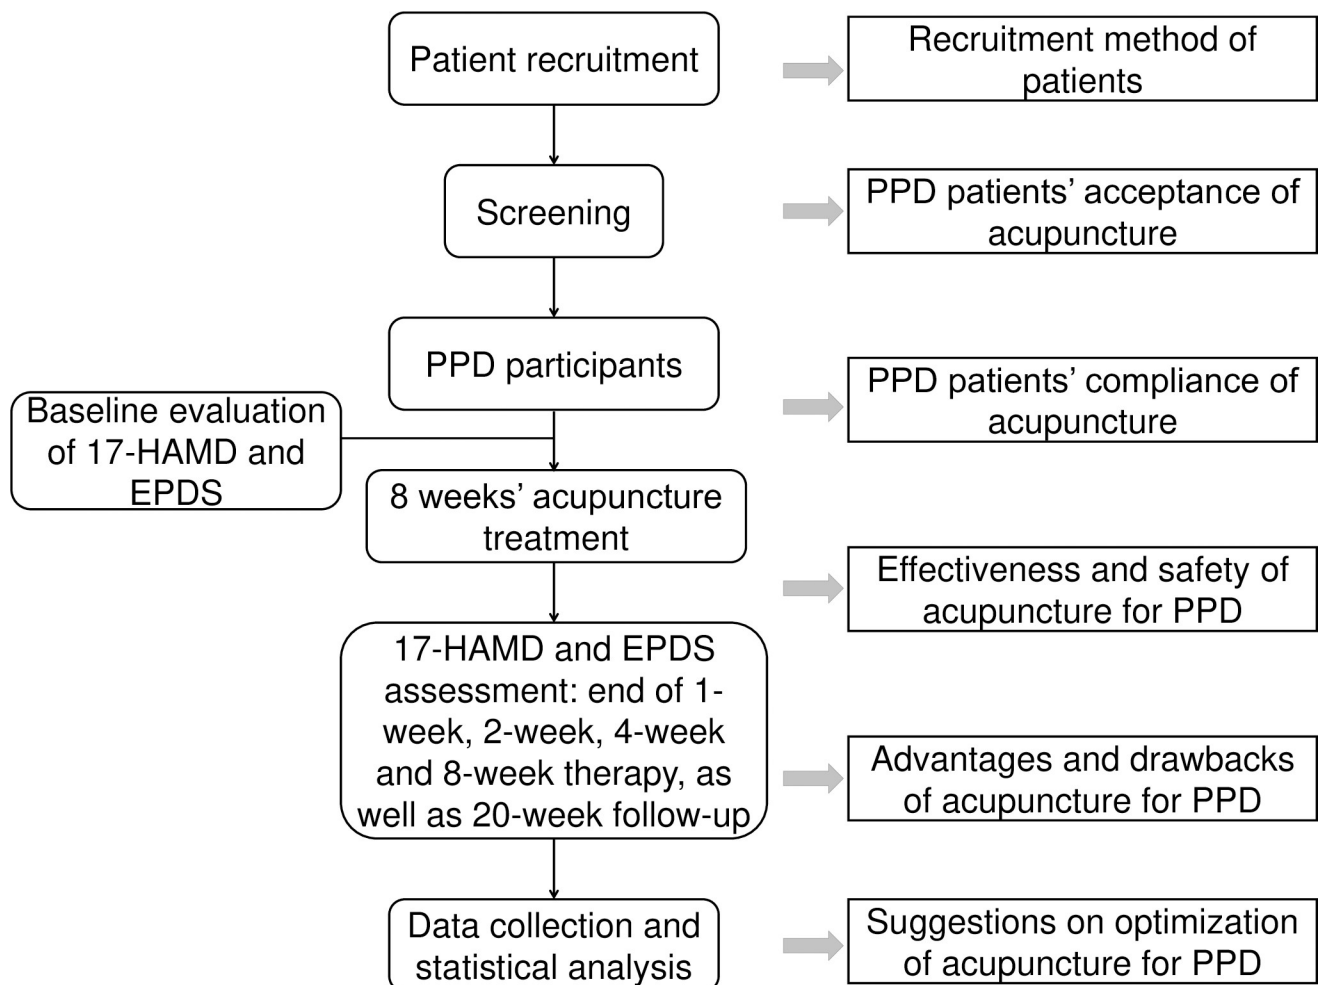 Patient recruitment
Recruitment method of
patients
Screening
PPD patients’ acceptance of
acupuncture
PPD participants
PPD patients’ compliance of
acupuncture
Baseline evaluation
of 17-HAMD and
EPDS
8 weeks’ acupuncture
treatment
Effectiveness and safety of
acupuncture for PPD
17-HAMD and EPDS
assessment: end of 1-
week, 2-week, 4-week
and 8-week therapy, as
well as 20-week follow-up
Advantages and drawbacks
of acupuncture for PPD
Data collection and
statistical analysis
Suggestions on optimization
of acupuncture for PPD